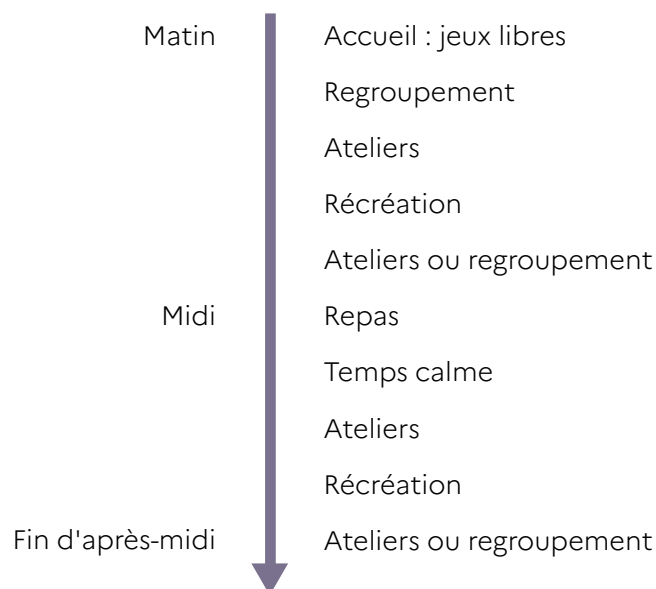 Matin Accueil : jeux libres
Regroupement
Ateliers
Récréation
Ateliers ou regroupement
Midi Repas
Temps calme
Ateliers
Récréation
Fin d'après-midi Ateliers ou regroupement